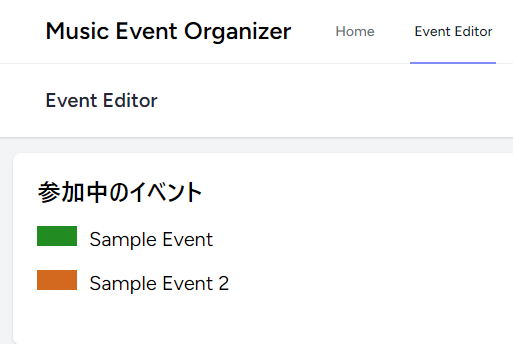 Music Event Organizer Home Event Editor
Event Editor
参加中のイベント
Sample Event
Sample Event 2